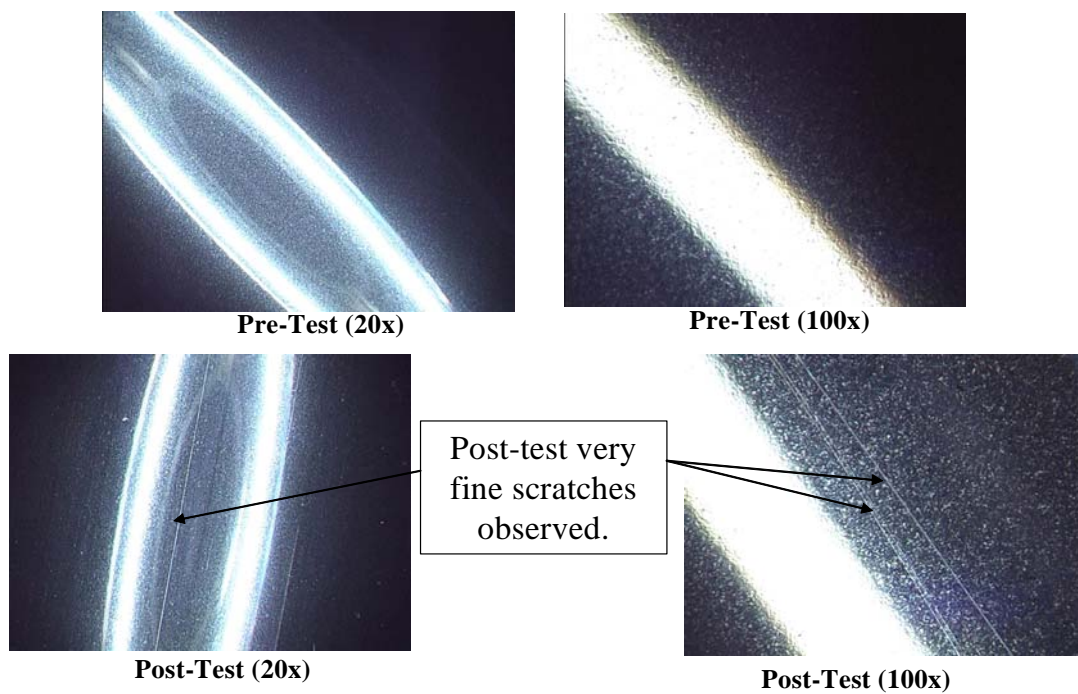 Pre-Test (20x)
Pre-Test (100x)
Post-test very
fine scratches
observed.
Post-Test (20x)
Post-Test (100x)